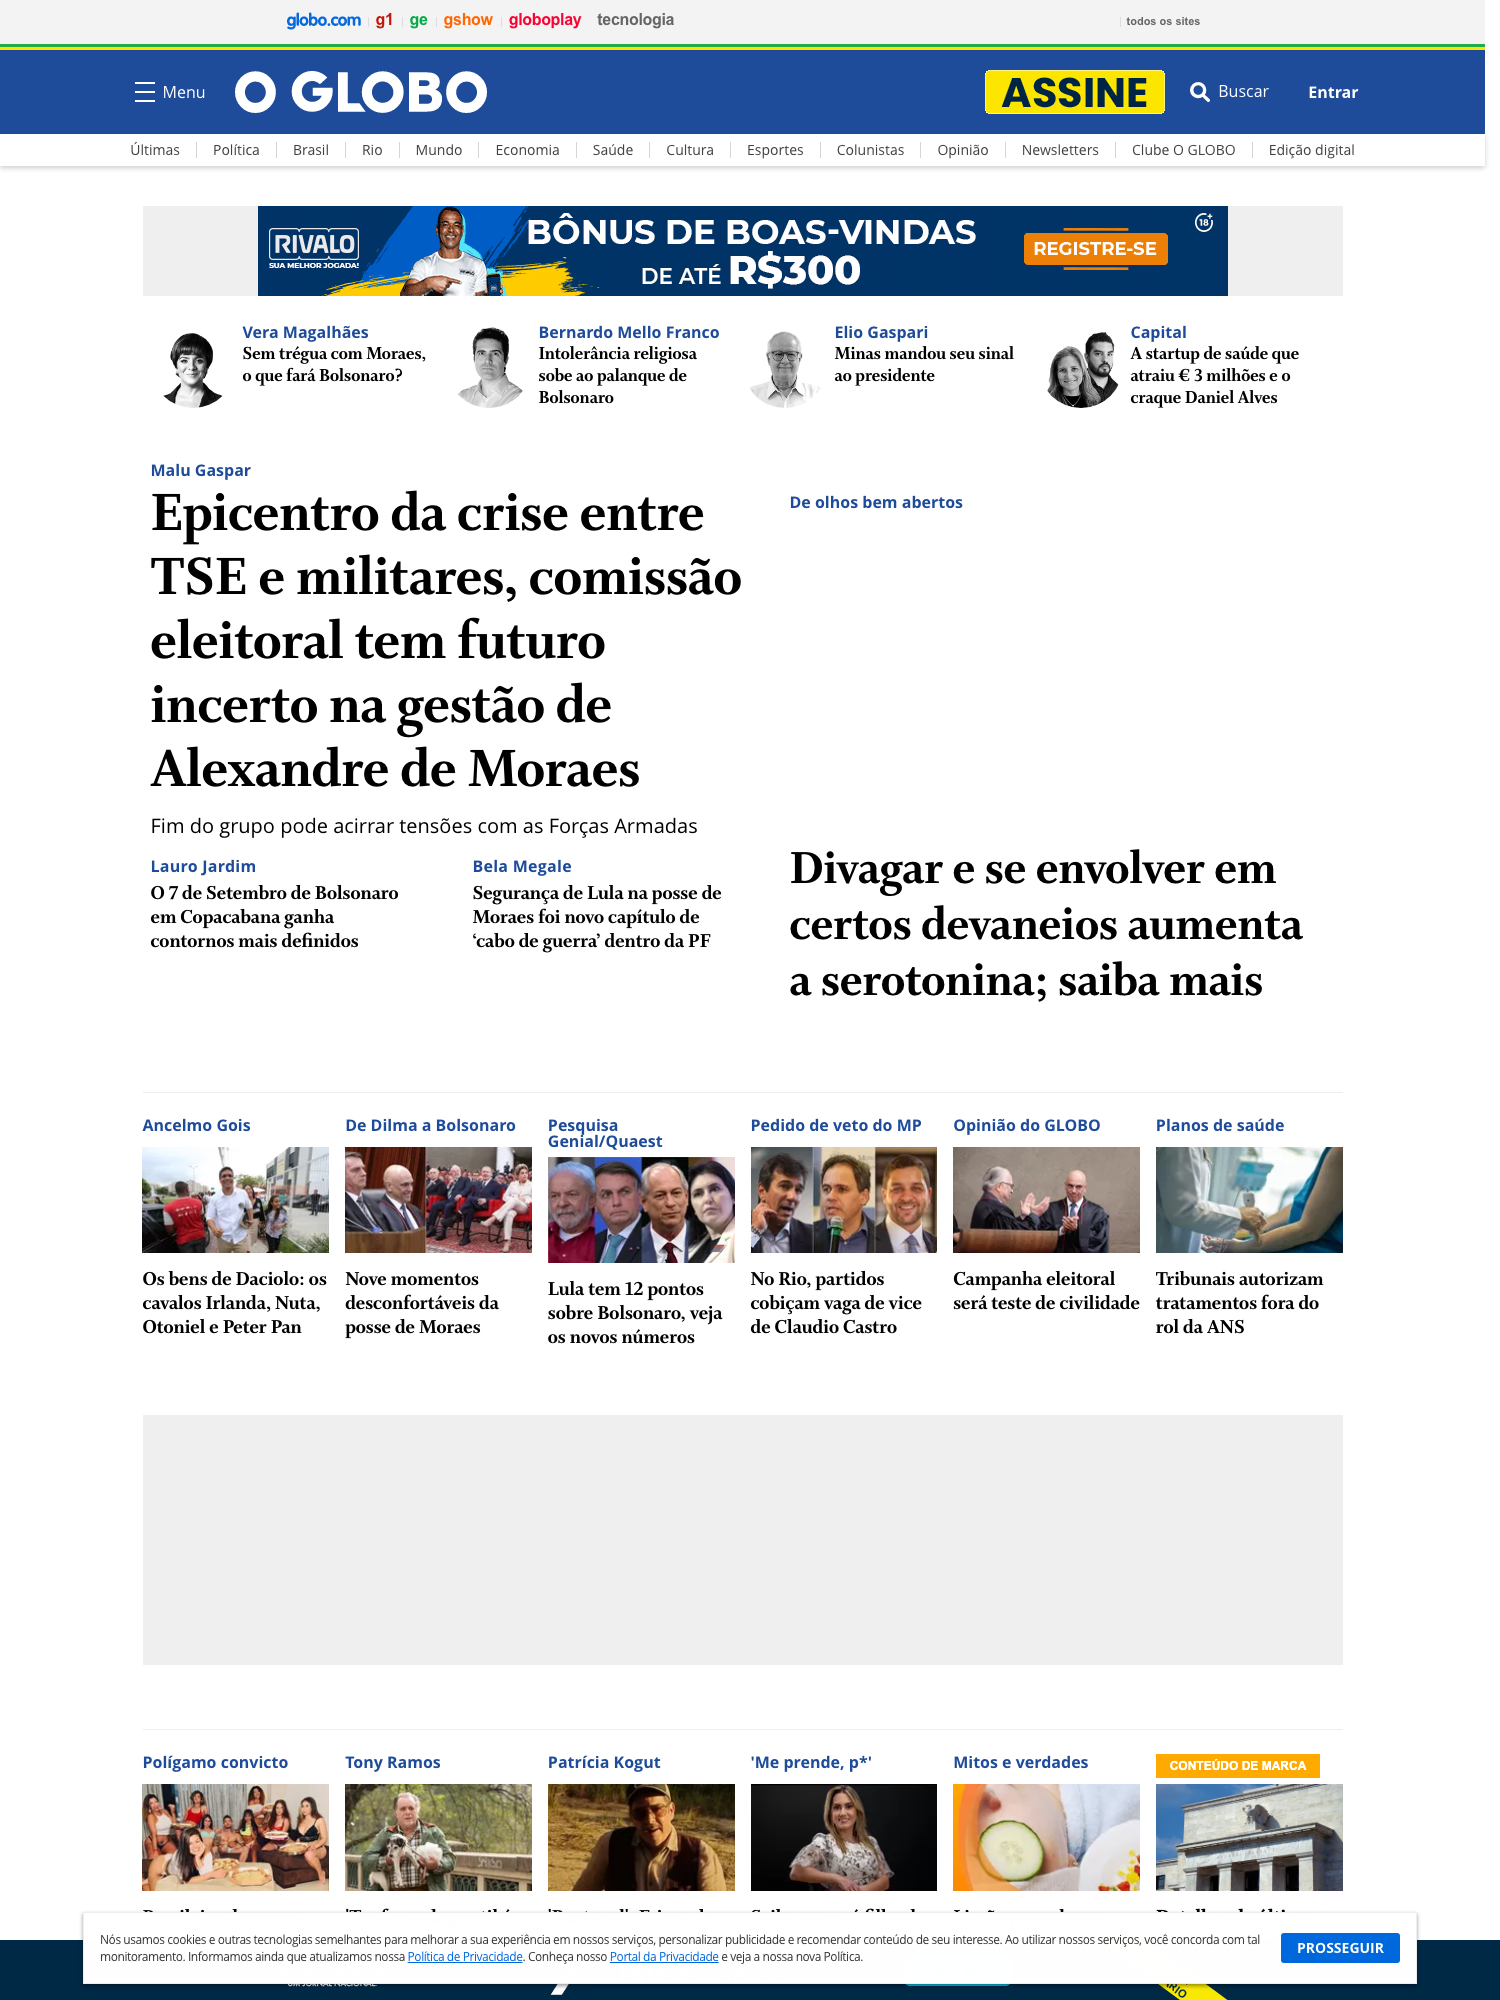 globo.com g1 ge gshow globoplay tecnologia todos os sites
Menu O GLOBO ASSINE Buscar Entrar
Últimas Política Brasil Rio Mundo Economia Saúde Cultura Esportes Colunistas Opinião Newsletters Clube O GLOBO Edição digital
RIVALO
SUA MELHOR JOGADA!
BÔNUS DE BOAS-VINDAS
DE ATÉ R$300
REGISTRE-SE
18+
Vera Magalhães
Sem trégua com Moraes,
o que fará Bolsonaro?
Bernardo Mello Franco
Intolerância religiosa
sobe ao palanque de
Bolsonaro
Elio Gaspari
Minas mandou seu sinal
ao presidente
Capital
A startup de saúde que
atraiu € 3 milhões e o
craque Daniel Alves
Malu Gaspar
Epicentro da crise entre
TSE e militares, comissão
eleitoral tem futuro
incerto na gestão de
Alexandre de Moraes
Fim do grupo pode acirrar tensões com as Forças Armadas
Lauro Jardim
O 7 de Setembro de Bolsonaro
em Copacabana ganha
contornos mais definidos
Bela Megale
Segurança de Lula na posse de
Moraes foi novo capítulo de
‘cabo de guerra’ dentro da PF
De olhos bem abertos
Divagar e se envolver em
certos devaneios aumenta
a serotonina; saiba mais
Ancelmo Gois
Os bens de Daciolo: os
cavalos Irlanda, Nuta,
Otoniel e Peter Pan
De Dilma a Bolsonaro
Nove momentos
desconfortáveis da
posse de Moraes
Pesquisa
Genial/Quaest
Lula tem 12 pontos
sobre Bolsonaro, veja
os novos números
Pedido de veto do MP
No Rio, partidos
cobiçam vaga de vice
de Claudio Castro
Opinião do GLOBO
Campanha eleitoral
será teste de civilidade
Planos de saúde
Tribunais autorizam
tratamentos fora do
rol da ANS
Polígamo convicto
Tony Ramos
Patrícia Kogut
'Me prende, p*'
Mitos e verdades
CONTEÚDO DE MARCA
Nós usamos cookies e outras tecnologias semelhantes para melhorar a sua experiência em nossos serviços, personalizar publicidade e recomendar conteúdo de seu interesse. Ao utilizar nossos serviços, você concorda com tal
monitoramento. Informamos ainda que atualizamos nossa Política de Privacidade. Conheça nosso Portal da Privacidade e veja a nossa nova Política.
PROSSEGUIR